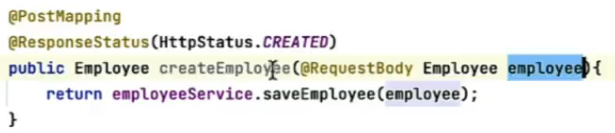 @PostMapping
@ResponseStatus(HttpStatus.CREATED)
public Employee createEmployee(@RequestBody Employee employee){
    return employeeService.saveEmployee(employee);
}